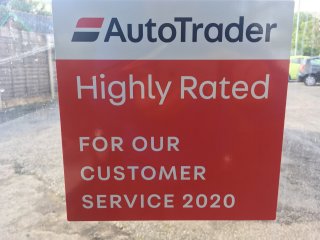 AutoTrader
Highly Rated
FOR OUR
CUSTOMER
SERVICE 2020